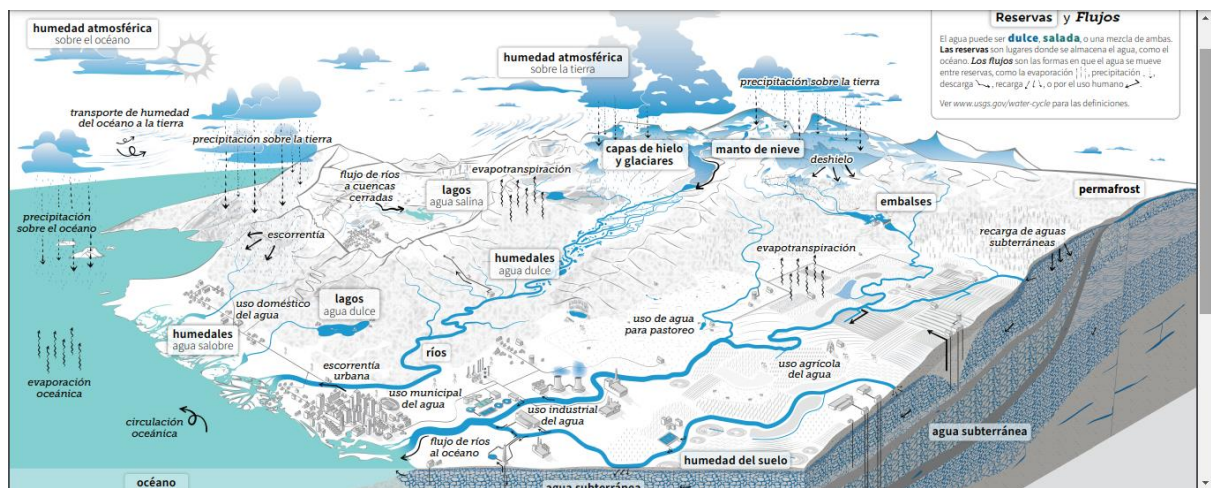 humedad atmosférica
sobre el océano
humedad atmosférica
sobre la tierra
precipitación sobre la tierra
Reservas y Flujos
El agua puede ser dulce, salada, o una mezcla de ambas.
Las reservas son lugares donde se almacena el agua, como el
océano. Los flujos son las formas en que el agua se mueve
entre reservas, como la evaporación, precipitación,
descarga, recarga, o por el uso humano.
Ver www.usgs.gov/water-cycle para las definiciones.
transporte de humedad
del océano a la tierra
precipitación sobre la tierra
capas de hielo
y glaciares
manto de nieve
deshielo
flujo de ríos
a cuencas
cerradas
lagos
agua salina
evapotranspiración
permafrost
embalses
precipitación
sobre el océano
escorrentía
recarga de aguas
subterráneas
humedales
agua dulce
evapotranspiración
uso doméstico
del agua
lagos
agua dulce
uso de agua
para pastoreo
humedales
agua salobre
ríos
evaporación
oceánica
escorrentía
urbana
uso municipal
del agua
uso agrícola
del agua
uso industrial
del agua
circulación
oceánica
flujo de ríos
al océano
agua subterránea
humedad del suelo
océano
agua subterránea